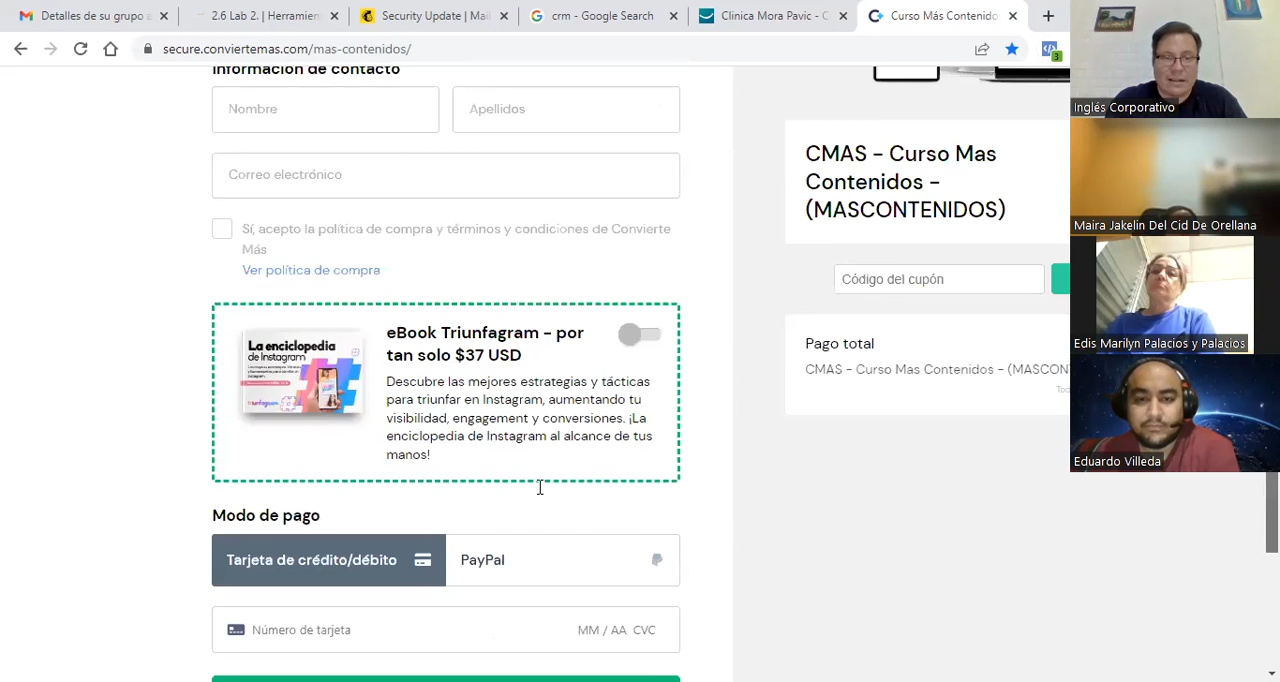 Detalles de su grupo a
2.6 Lab 2. | Herramien
Security Update | Mail
crm - Google Search
Clinica Mora Pavic - C
Curso Más Contenido
secure.conviertemas.com/mas-contenidos/
3
Información de contacto
Nombre
Apellidos
Correo electrónico
Sí, acepto la política de compra y términos y condiciones de Convierte
Más
Ver política de compra
La enciclopedia
de Instagram
eBook Triunfagram - por
tan solo $37 USD
Descubre las mejores estrategias y tácticas
para triunfar en Instagram, aumentando tu
visibilidad, engagement y conversiones. ¡La
enciclopedia de Instagram al alcance de tus
manos!
Modo de pago
Tarjeta de crédito/débito
PayPal
Número de tarjeta
MM / AA CVC
CMAS - Curso Mas
Contenidos -
(MASCONTENIDOS)
Código del cupón
Pago total
CMAS - Curso Mas Contenidos - (MASCON
Inglés Corporativo
Maira Jakelin Del Cid De Orellana
Edis Marilyn Palacios y Palacios
Eduardo Villeda